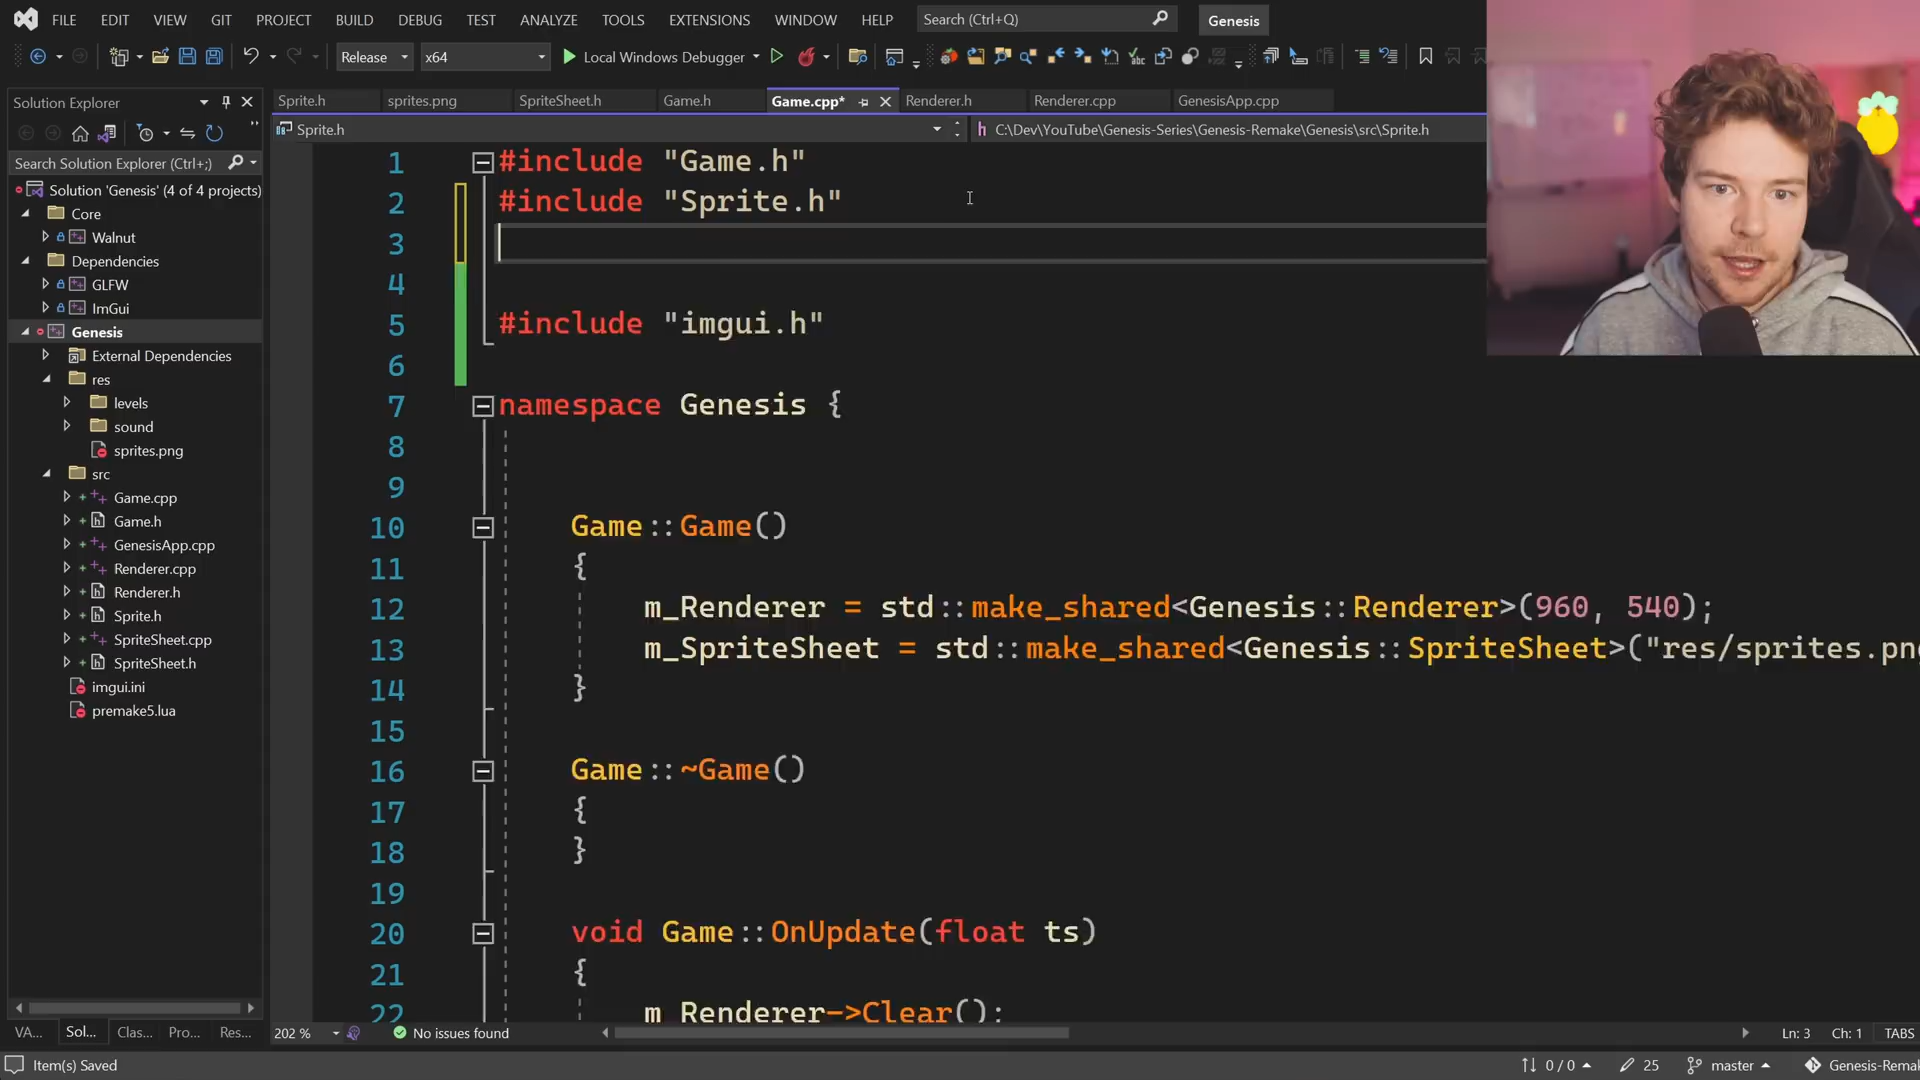 FILE EDIT VIEW GIT PROJECT BUILD DEBUG TEST ANALYZE TOOLS EXTENSIONS WINDOW HELP Search (Ctrl+Q) Genesis
Release x64 Local Windows Debugger
Solution Explorer
Sprite.h sprites.png SpriteSheet.h Game.h Game.cpp* Renderer.h Renderer.cpp GenesisApp.cpp
Sprite.h C:\Dev\YouTube\Genesis-Series\Genesis-Remake\Genesis\src\Sprite.h
Search Solution Explorer (Ctrl+;)
Solution 'Genesis' (4 of 4 projects)
Core
Walnut
Dependencies
GLFW
ImGui
Genesis
External Dependencies
res
levels
sound
sprites.png
src
Game.cpp
Game.h
GenesisApp.cpp
Renderer.cpp
Renderer.h
Sprite.h
SpriteSheet.cpp
SpriteSheet.h
imgui.ini
premake5.lua
1 #include "Game.h"
2 #include "Sprite.h"
3
4
5 #include "imgui.h"
6
7 namespace Genesis {
8
9
10 Game::Game()
11 {
12 m_Renderer = std::make_shared<Genesis::Renderer>(960, 540);
13 m_SpriteSheet = std::make_shared<Genesis::SpriteSheet>("res/sprites.pn
14 }
15
16 Game::~Game()
17 {
18 }
19
20 void Game::OnUpdate(float ts)
21 {
22 m_Renderer->Clear();
VA... Sol... Clas... Pro... Res... 202 % No issues found Ln: 3 Ch: 1 TABS
Item(s) Saved 0 / 0 25 master Genesis-Rema